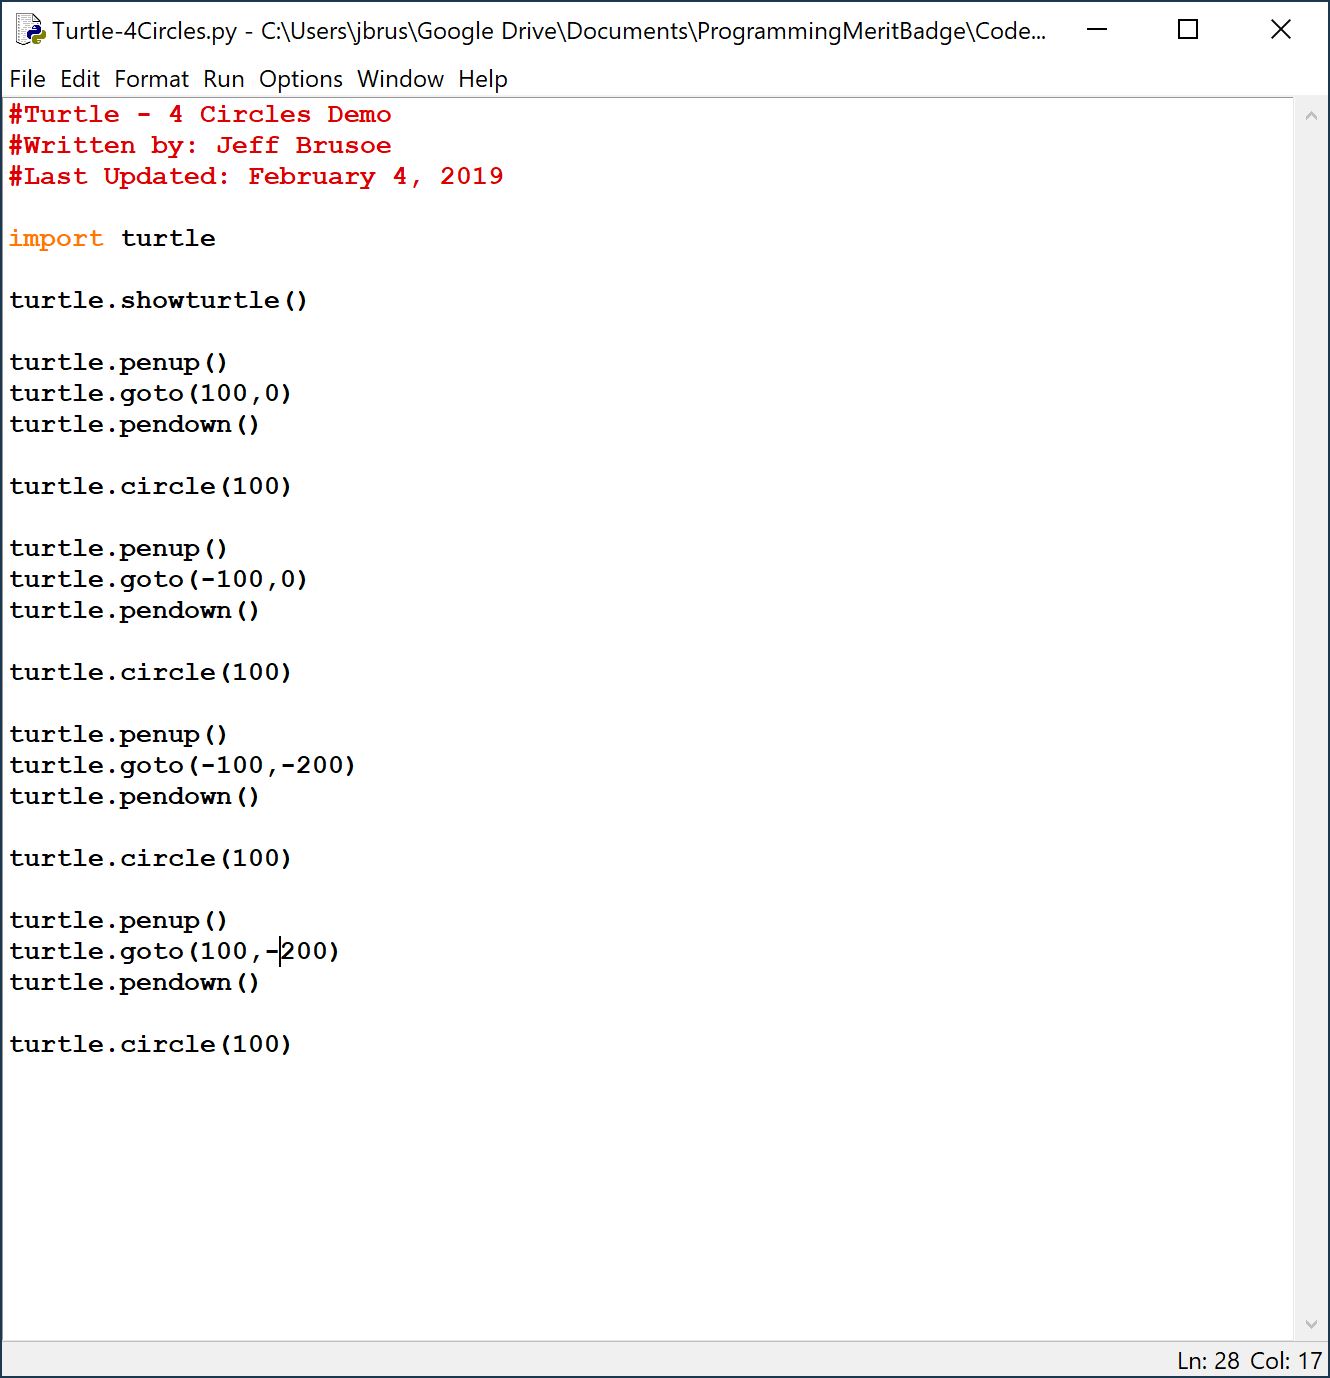 Turtle-4Circles.py - C:\Users\jbrus\Google Drive\Documents\ProgrammingMeritBadge\Code...
File Edit Format Run Options Window Help
#Turtle - 4 Circles Demo
#Written by: Jeff Brusoe
#Last Updated: February 4, 2019
import turtle
turtle.showturtle()
turtle.penup()
turtle.goto(100,0)
turtle.pendown()
turtle.circle(100)
turtle.penup()
turtle.goto(-100,0)
turtle.pendown()
turtle.circle(100)
turtle.penup()
turtle.goto(-100,-200)
turtle.pendown()
turtle.circle(100)
turtle.penup()
turtle.goto(100,-200)
turtle.pendown()
turtle.circle(100)
Ln: 28 Col: 17